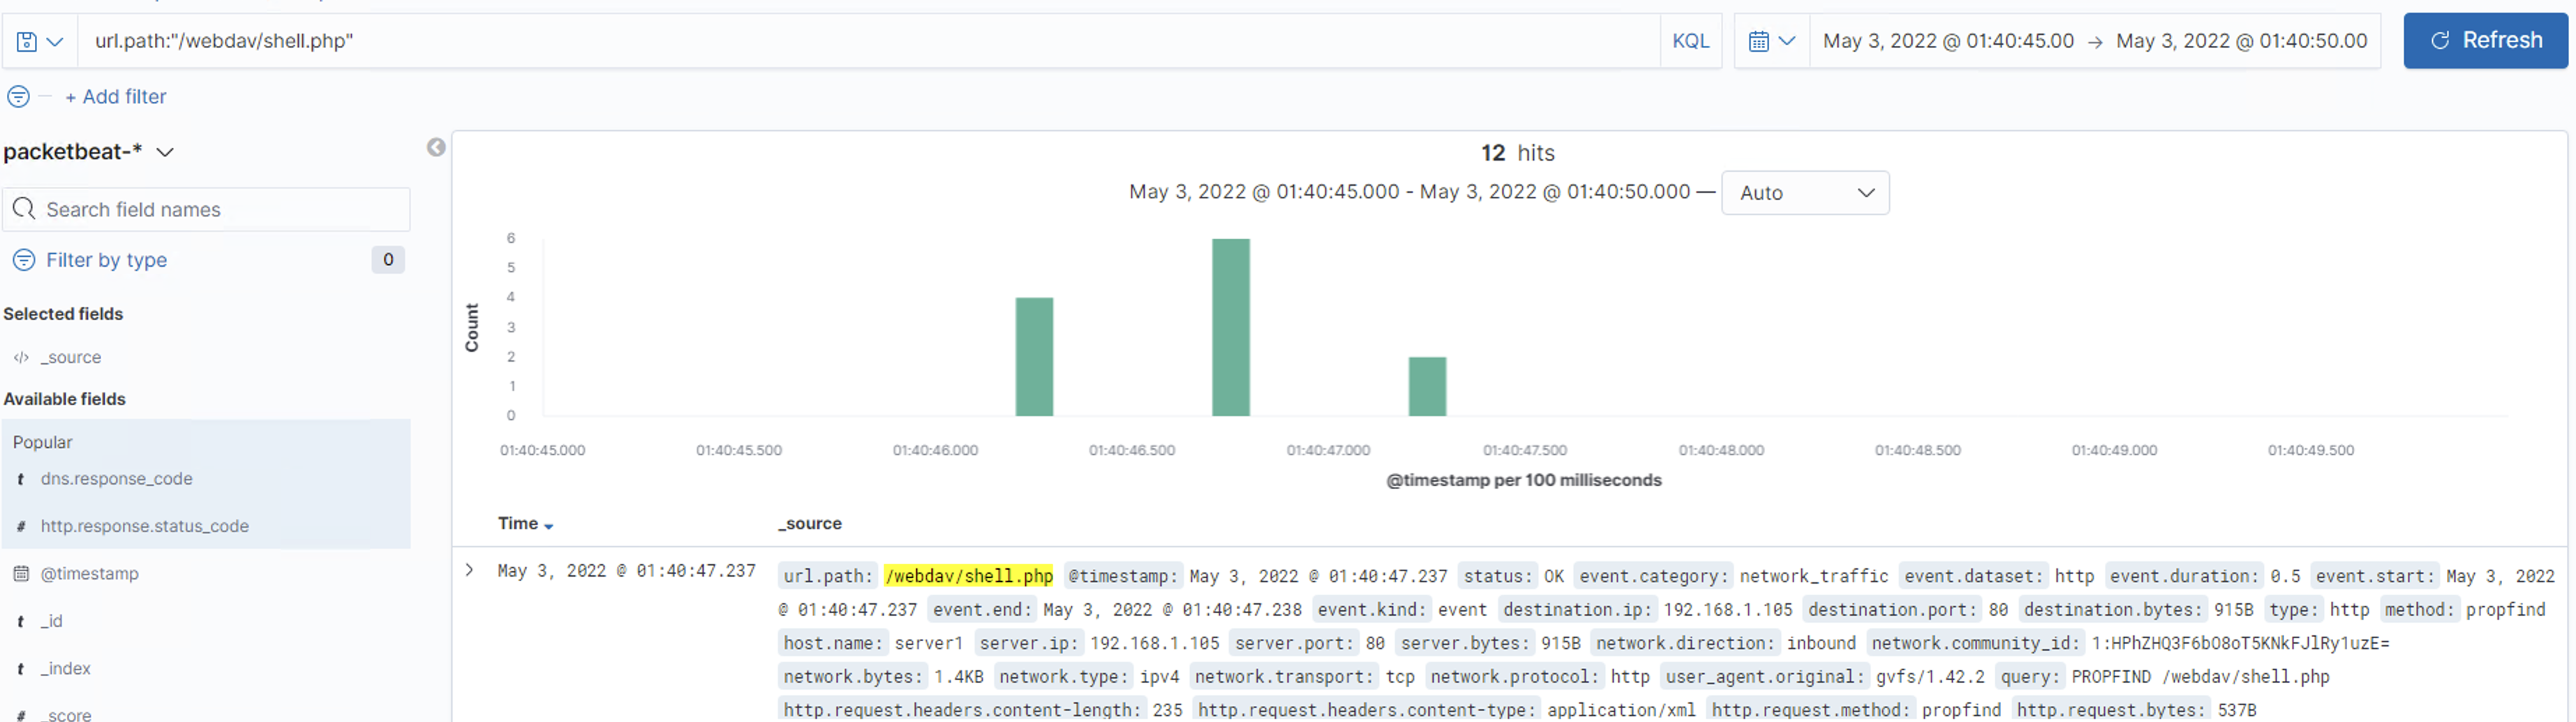 url.path:"/webdav/shell.php"
KQL
May 3, 2022 @ 01:40:45.00 → May 3, 2022 @ 01:40:50.00
Refresh
+ Add filter
packetbeat-*
Search field names
Filter by type 0
Selected fields
</> _source
Available fields
Popular
t dns.response_code
# http.response.status_code
@timestamp
t _id
t _index
# _score
12 hits
May 3, 2022 @ 01:40:45.000 - May 3, 2022 @ 01:40:50.000 — Auto
Count
6
5
4
3
2
1
0
01:40:45.000 01:40:45.500 01:40:46.000 01:40:46.500 01:40:47.000 01:40:47.500 01:40:48.000 01:40:48.500 01:40:49.000 01:40:49.500
@timestamp per 100 milliseconds
Time _source
May 3, 2022 @ 01:40:47.237
url.path: /webdav/shell.php @timestamp: May 3, 2022 @ 01:40:47.237 status: OK event.category: network_traffic event.dataset: http event.duration: 0.5 event.start: May 3, 2022
@ 01:40:47.237 event.end: May 3, 2022 @ 01:40:47.238 event.kind: event destination.ip: 192.168.1.105 destination.port: 80 destination.bytes: 915B type: http method: propfind
host.name: server1 server.ip: 192.168.1.105 server.port: 80 server.bytes: 915B network.direction: inbound network.community_id: 1:HPhZHQ3F6bO8oT5KNkFJlRy1uzE=
network.bytes: 1.4KB network.type: ipv4 network.transport: tcp network.protocol: http user_agent.original: gvfs/1.42.2 query: PROPFIND /webdav/shell.php
http.request.headers.content-length: 235 http.request.headers.content-type: application/xml http.request.method: propfind http.request.bytes: 537B